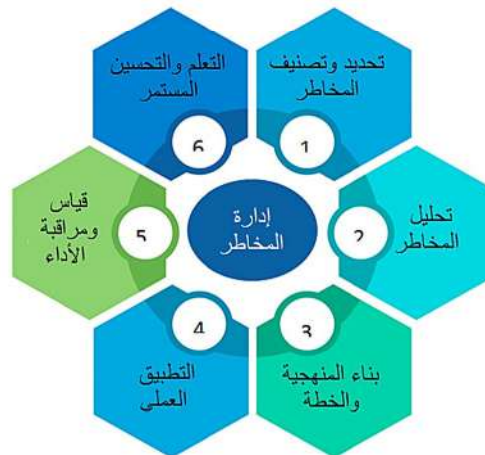 إدارة
المخاطر
1
تحديد وتصنيف
المخاطر
2
تحليل
المخاطر
3
بناء المنهجية
والخطة
4
التطبيق
العملي
5
قياس
ومراقبة
الأداء
6
التعلم والتحسين
المستمر